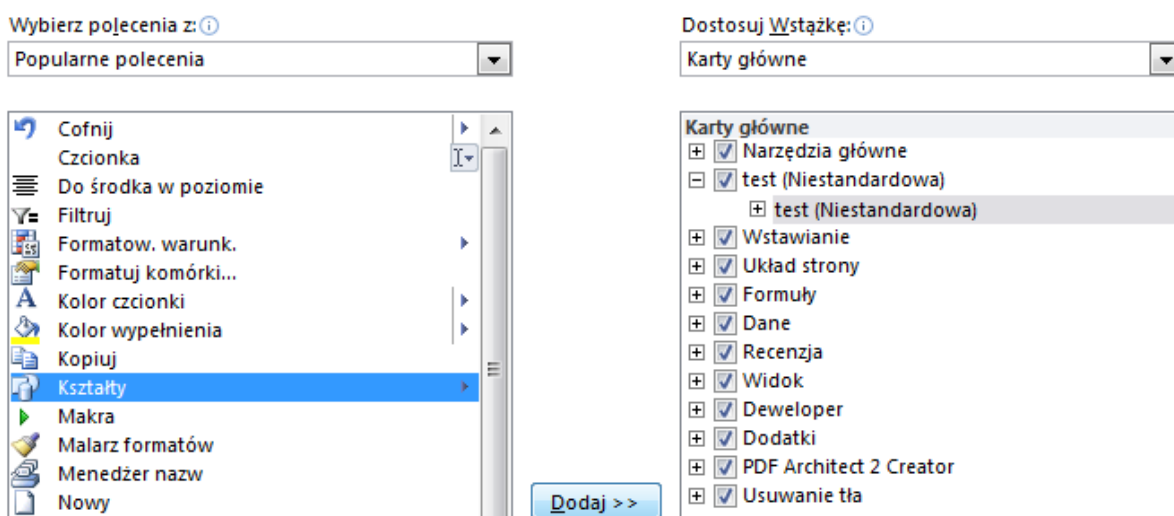 Wybierz polecenia z:
Popularne polecenia
Cofnij
Czcionka
Do środka w poziomie
Filtruj
Formatow. warunk.
Formatuj komórki...
Kolor czcionki
Kolor wypełnienia
Kopiuj
Kształty
Makra
Malarz formatów
Menedżer nazw
Nowy
Dodaj >>
Dostosuj Wstążkę:
Karty główne
Karty główne
Narzędzia główne
test (Niestandardowa)
test (Niestandardowa)
Wstawianie
Układ strony
Formuły
Dane
Recenzja
Widok
Deweloper
Dodatki
PDF Architect 2 Creator
Usuwanie tła